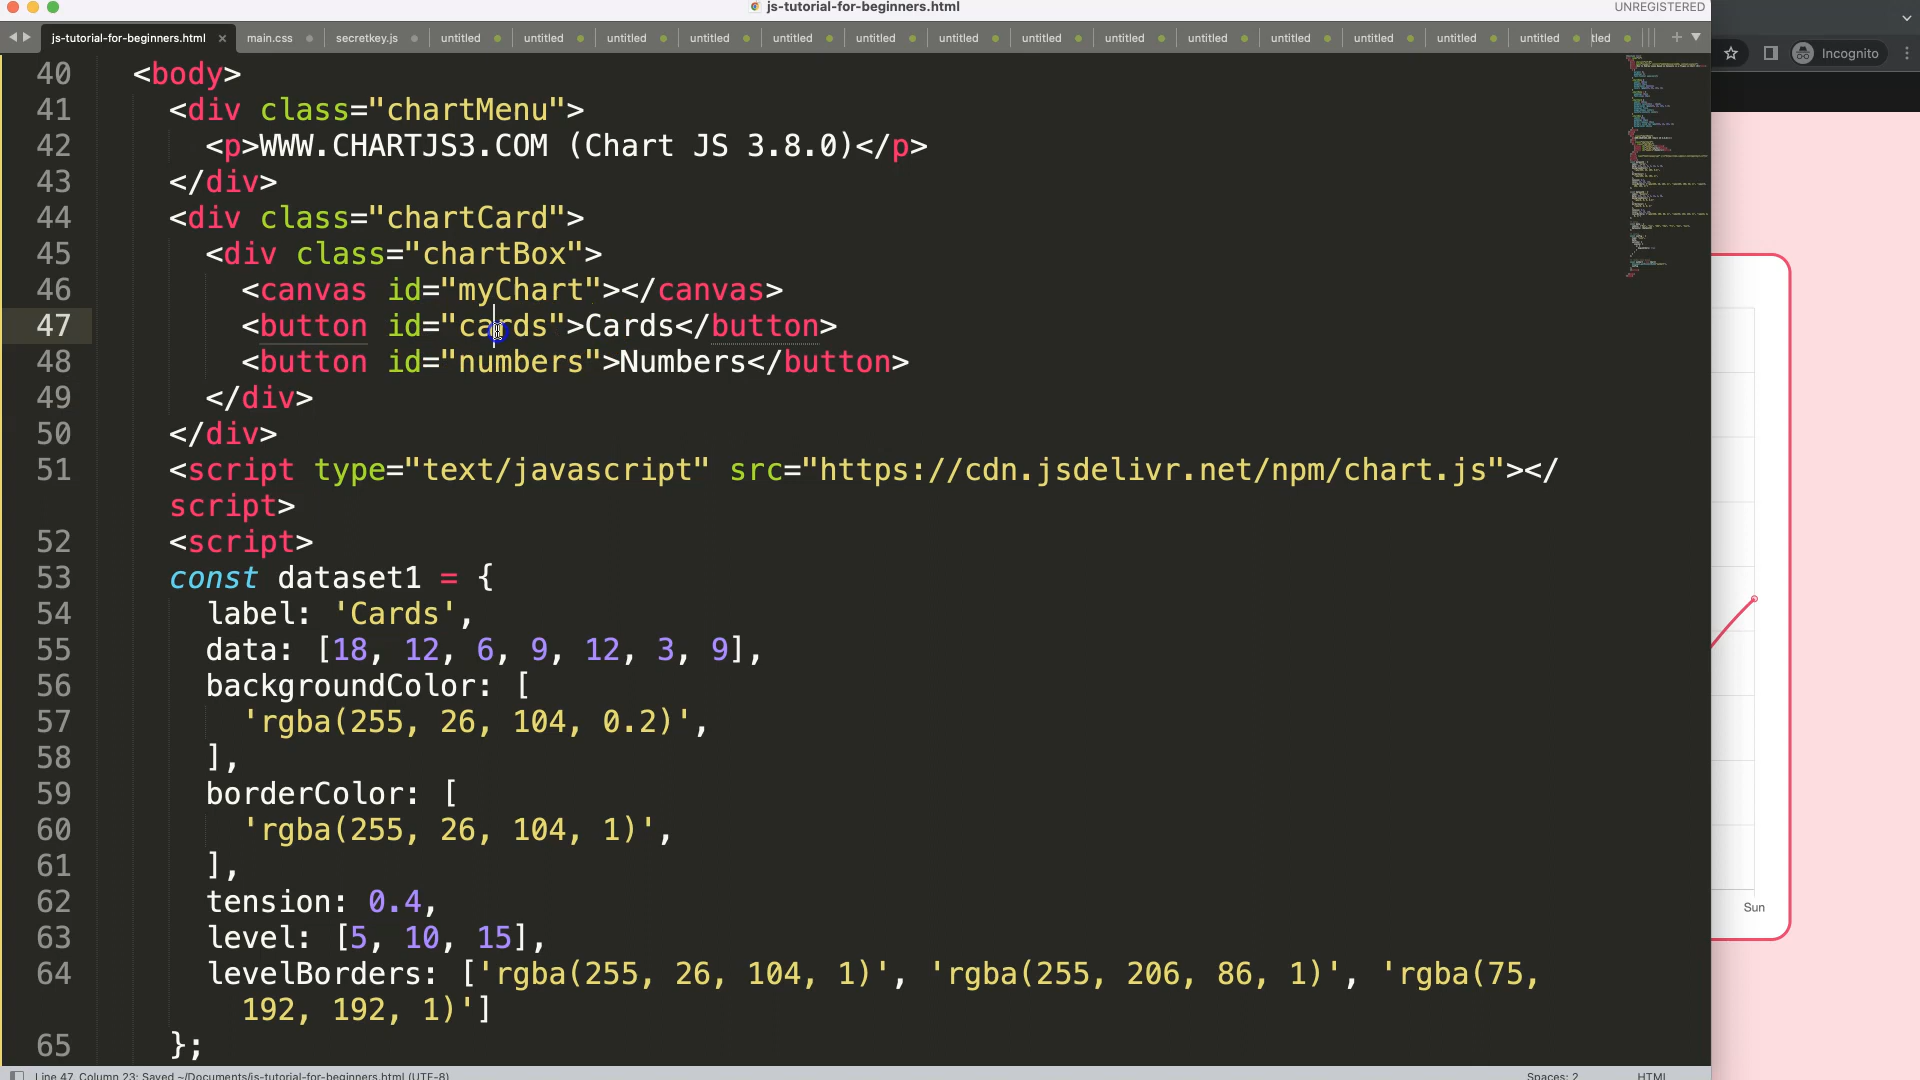 js-tutorial-for-beginners.html
UNREGISTERED
js-tutorial-for-beginners.html × main.css secretkey.js untitled untitled untitled untitled untitled untitled untitled untitled untitled untitled untitled untitled untitled untitled tled + ▼
Incognito
40 <body>
41 <div class="chartMenu">
42 <p>WWW.CHARTJS3.COM (Chart JS 3.8.0)</p>
43 </div>
44 <div class="chartCard">
45 <div class="chartBox">
46 <canvas id="myChart"></canvas>
47 <button id="cards">Cards</button>
48 <button id="numbers">Numbers</button>
49 </div>
50 </div>
51 <script type="text/javascript" src="https://cdn.jsdelivr.net/npm/chart.js"></
script>
52 <script>
53 const dataset1 = {
54 label: 'Cards',
55 data: [18, 12, 6, 9, 12, 3, 9],
56 backgroundColor: [
57 'rgba(255, 26, 104, 0.2)',
58 ],
59 borderColor: [
60 'rgba(255, 26, 104, 1)',
61 ],
62 tension: 0.4,
63 level: [5, 10, 15],
64 levelBorders: ['rgba(255, 26, 104, 1)', 'rgba(255, 206, 86, 1)', 'rgba(75,
192, 192, 1)']
65 };
Sun
Line 47, Column 23; Saved ~/Documents/js-tutorial-for-beginners.html (UTF-8)
Spaces: 2
HTML